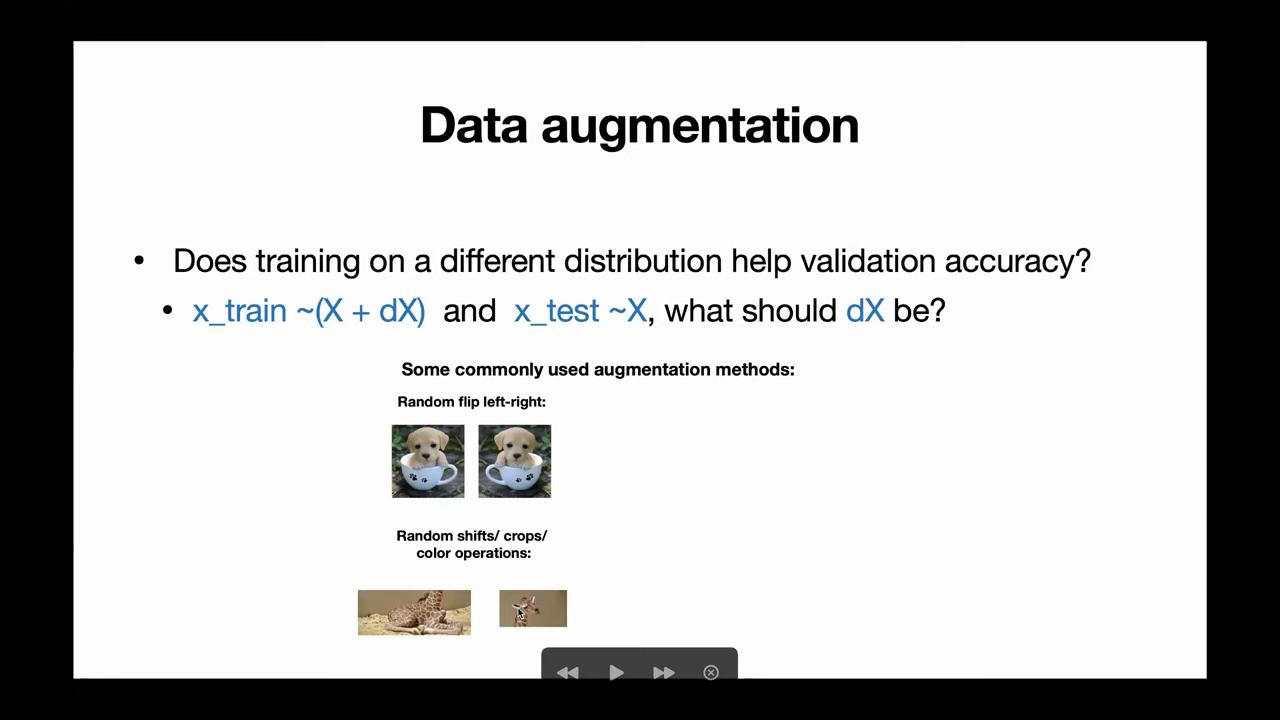 Data augmentation
• Does training on a different distribution help validation accuracy?
• x_train ~(X + dX) and x_test ~X, what should dX be?
Some commonly used augmentation methods:
Random flip left-right:
Random shifts/ crops/
color operations: